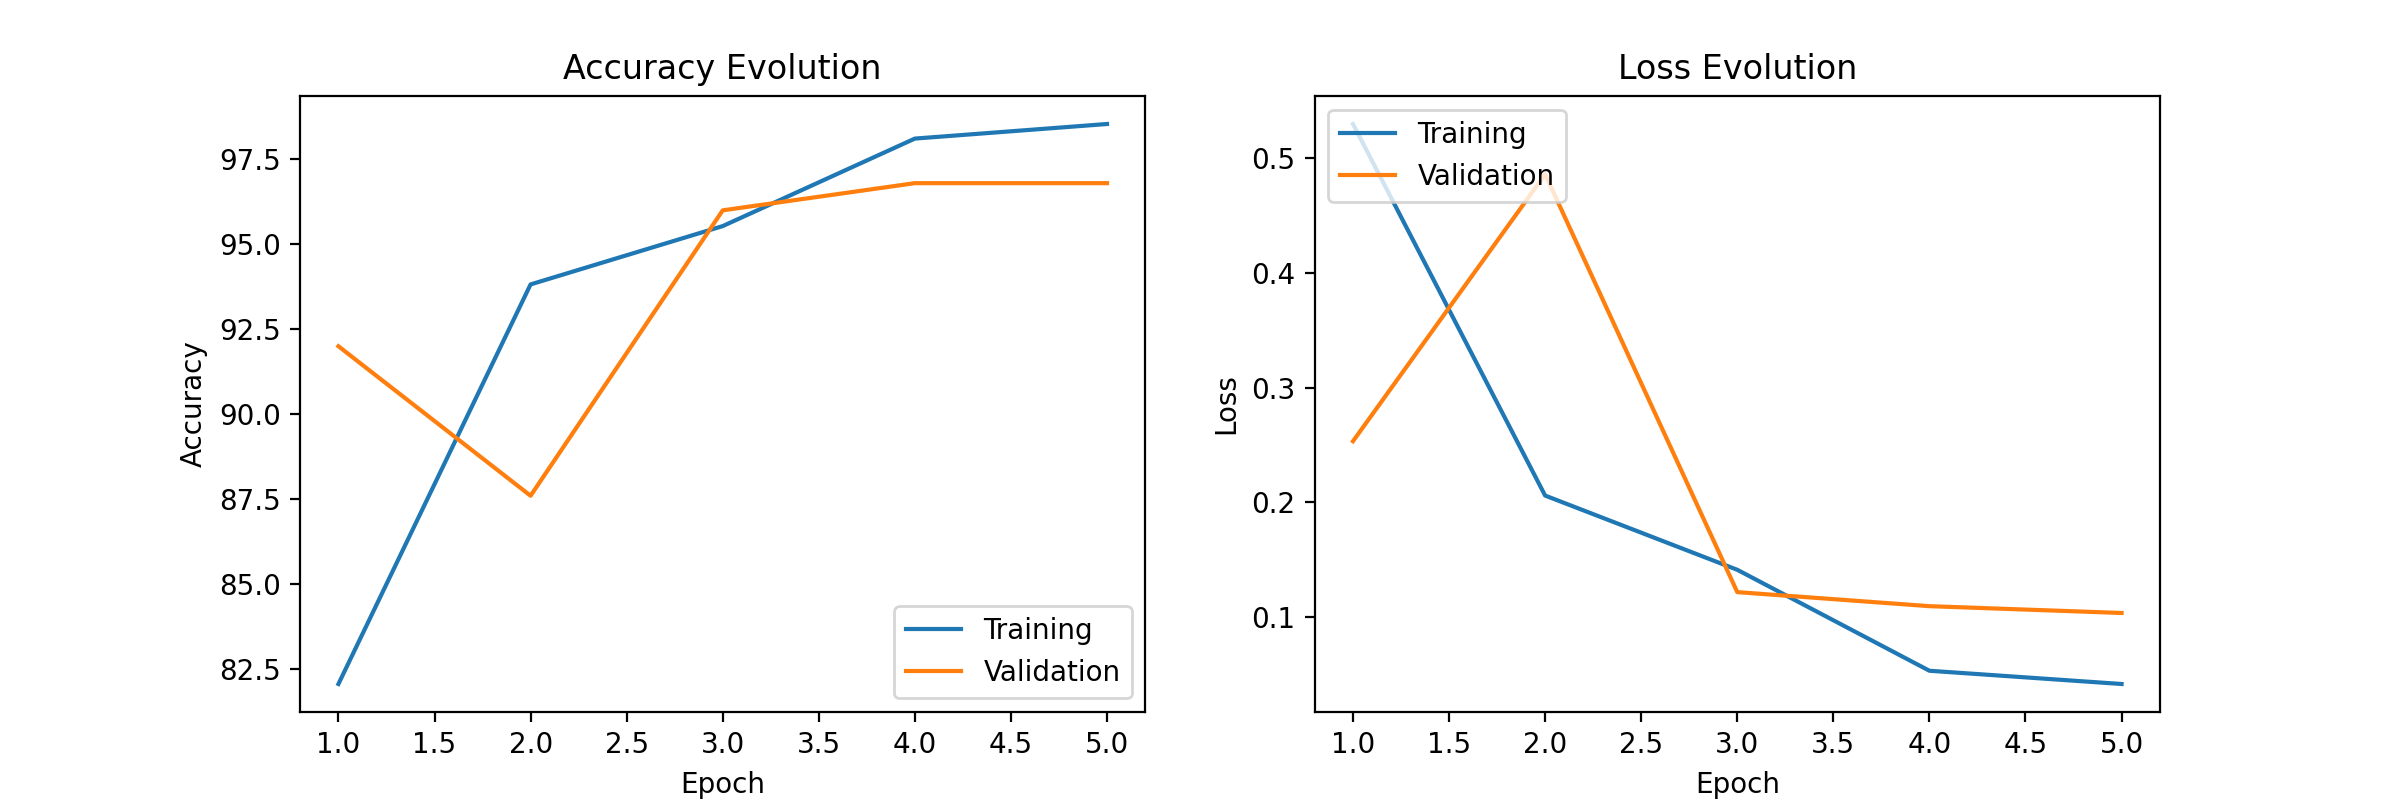 Accuracy Evolution
Accuracy
97.5
95.0
92.5
90.0
87.5
85.0
82.5
Training
Validation
1.0 1.5 2.0 2.5 3.0 3.5 4.0 4.5 5.0
Epoch
Loss Evolution
Loss
0.5
0.4
0.3
0.2
0.1
Training
Validation
1.0 1.5 2.0 2.5 3.0 3.5 4.0 4.5 5.0
Epoch